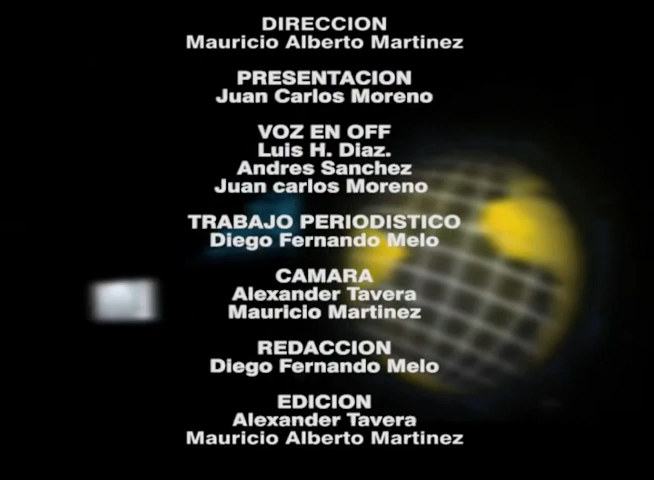 DIRECCION
Mauricio Alberto Martinez
PRESENTACION
Juan Carlos Moreno
VOZ EN OFF
Luis H. Diaz.
Andres Sanchez
Juan carlos Moreno
TRABAJO PERIODISTICO
Diego Fernando Melo
CAMARA
Alexander Tavera
Mauricio Martinez
REDACCION
Diego Fernando Melo
EDICION
Alexander Tavera
Mauricio Alberto Martinez